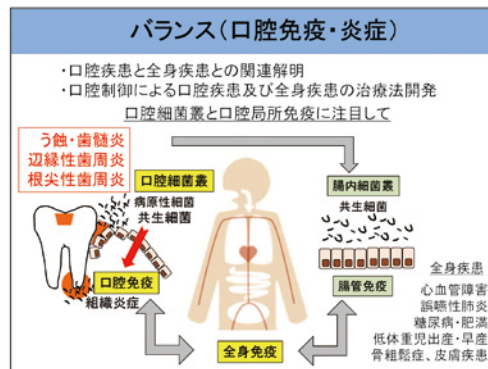 バランス(口腔免疫・炎症)
・口腔疾患と全身疾患との関連解明
・口腔制御による口腔疾患及び全身疾患の治療法開発
口腔細菌叢と口腔局所免疫に注目して
う蝕・歯髄炎
辺縁性歯周炎
根尖性歯周炎
口腔細菌叢
病原性細菌
共生細菌
口腔免疫
組織炎症
腸内細菌叢
共生細菌
腸管免疫
全身免疫
全身疾患
心血管障害
誤嚥性肺炎
糖尿病・肥満
低体重児出産・早産
骨粗鬆症、皮膚疾患